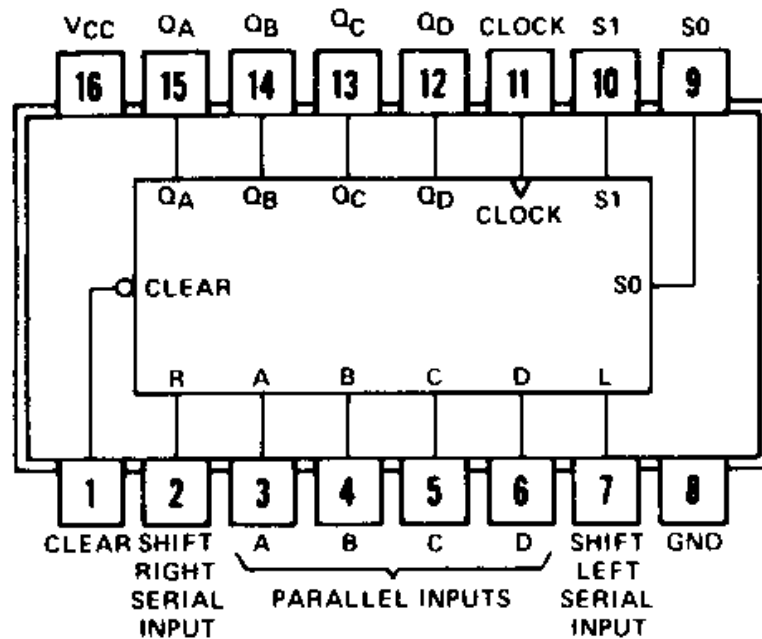 VCC QA QB QC QD CLOCK S1 S0
16 15 14 13 12 11 10 9
QA QB QC QD CLOCK S1
CLEAR S0
R A B C D L
1 2 3 4 5 6 7 8
CLEAR SHIFT RIGHT SERIAL INPUT A B C D SHIFT LEFT SERIAL INPUT GND
PARALLEL INPUTS